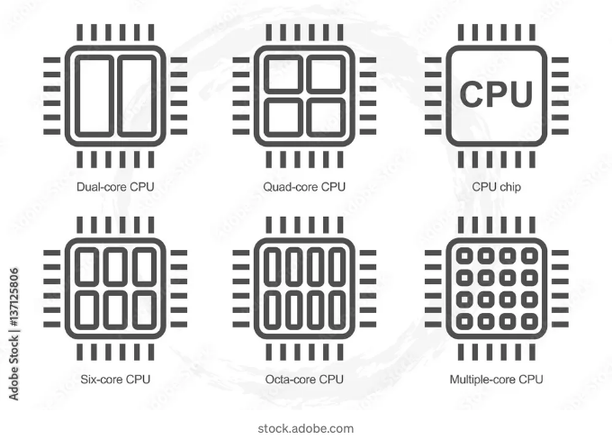 CPU
Dual-core CPU
Quad-core CPU
CPU chip
Six-core CPU
Octa-core CPU
Multiple-core CPU
Adobe Stock | #137125806
stock.adobe.com